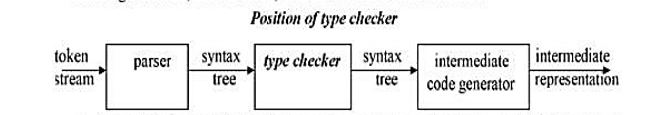 Position of type checker
token
stream
parser
syntax
tree
type checker
syntax
tree
intermediate
code generator
intermediate
representation